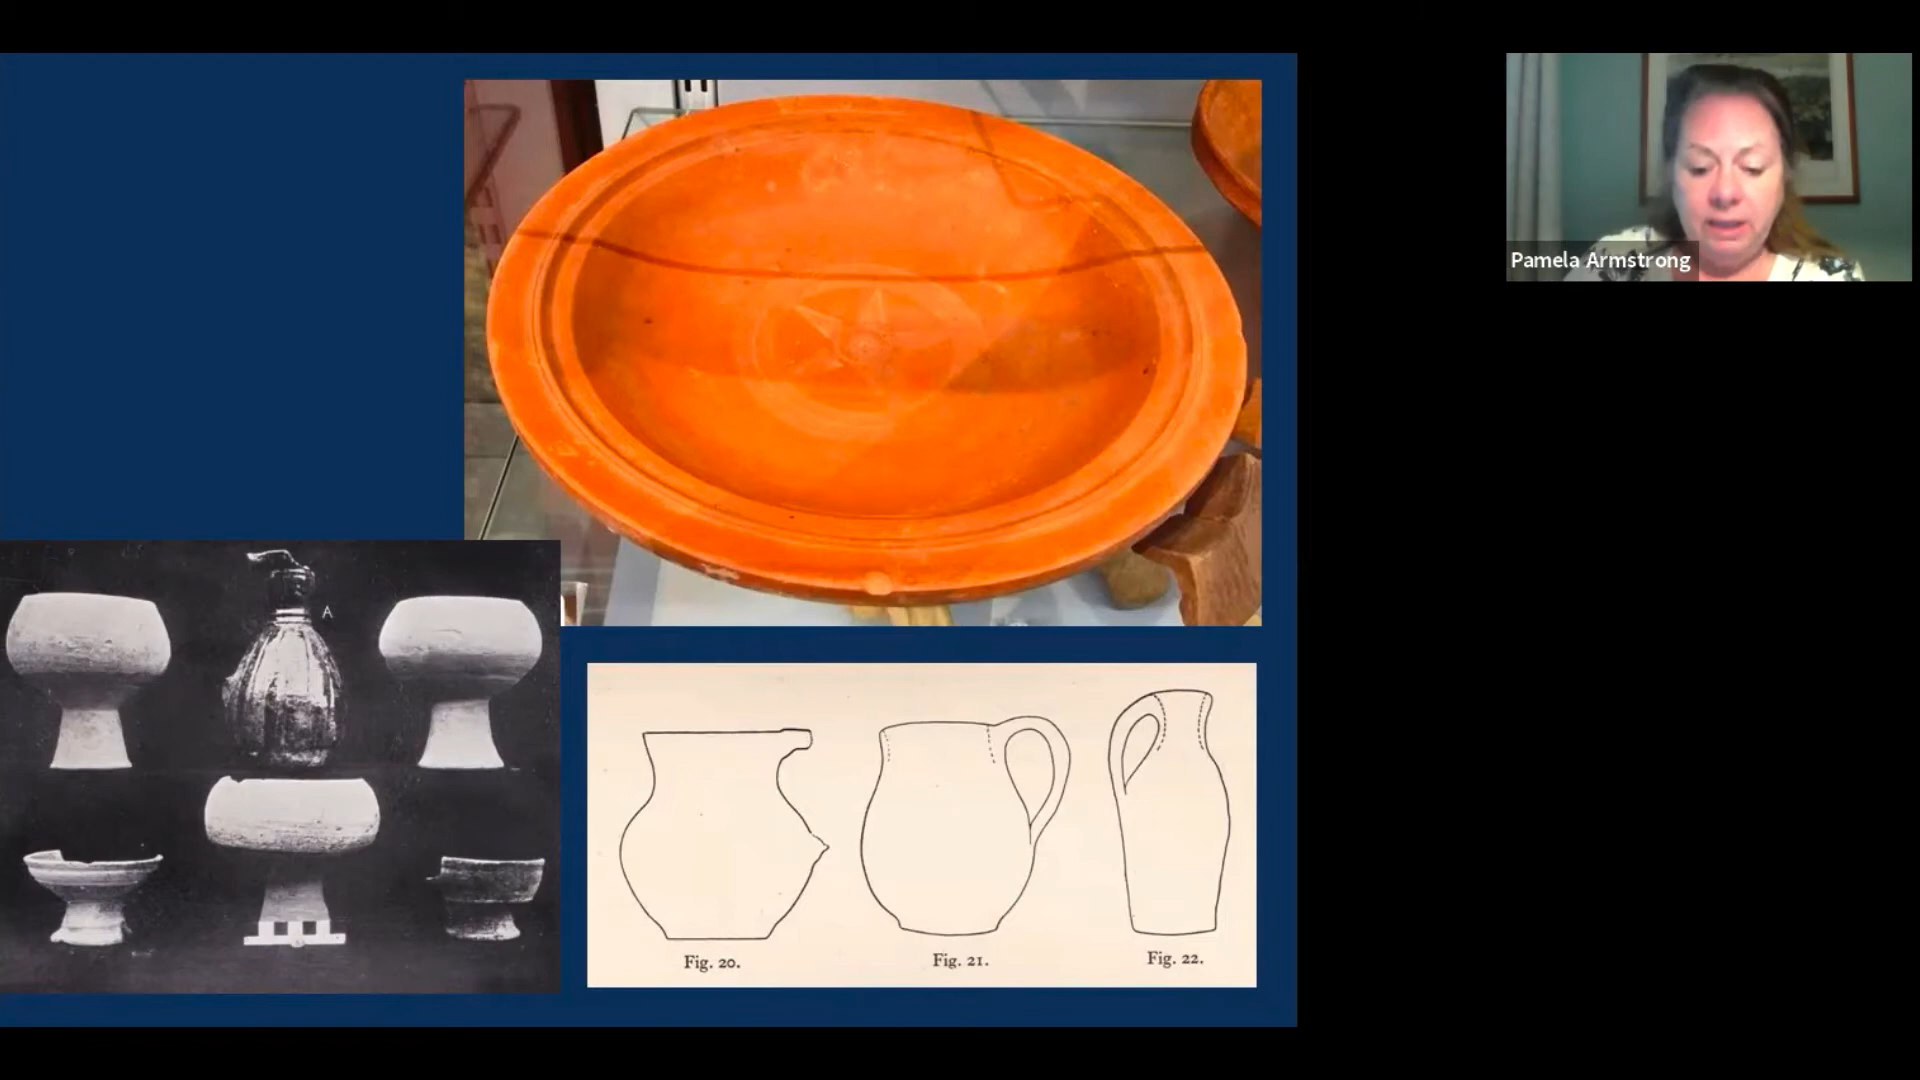 Pamela Armstrong
A
Fig. 20.
Fig. 21.
Fig. 22.